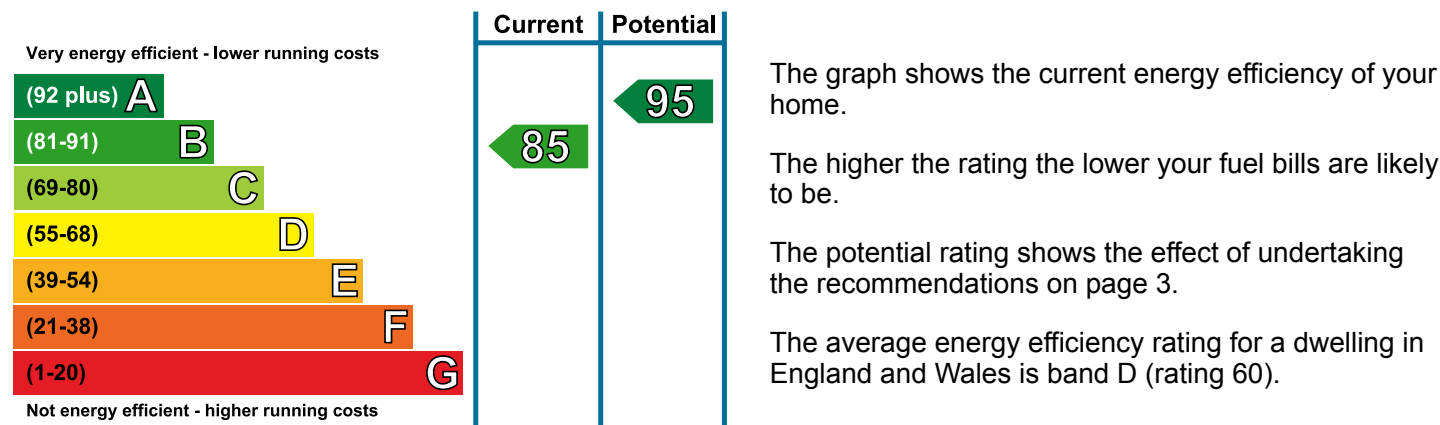 Current Potential
Very energy efficient - lower running costs
(92 plus) A
(81-91) B
(69-80) C
(55-68) D
(39-54) E
(21-38) F
(1-20) G
Not energy efficient - higher running costs
85
95
The graph shows the current energy efficiency of your
home.
The higher the rating the lower your fuel bills are likely
to be.
The potential rating shows the effect of undertaking
the recommendations on page 3.
The average energy efficiency rating for a dwelling in
England and Wales is band D (rating 60).